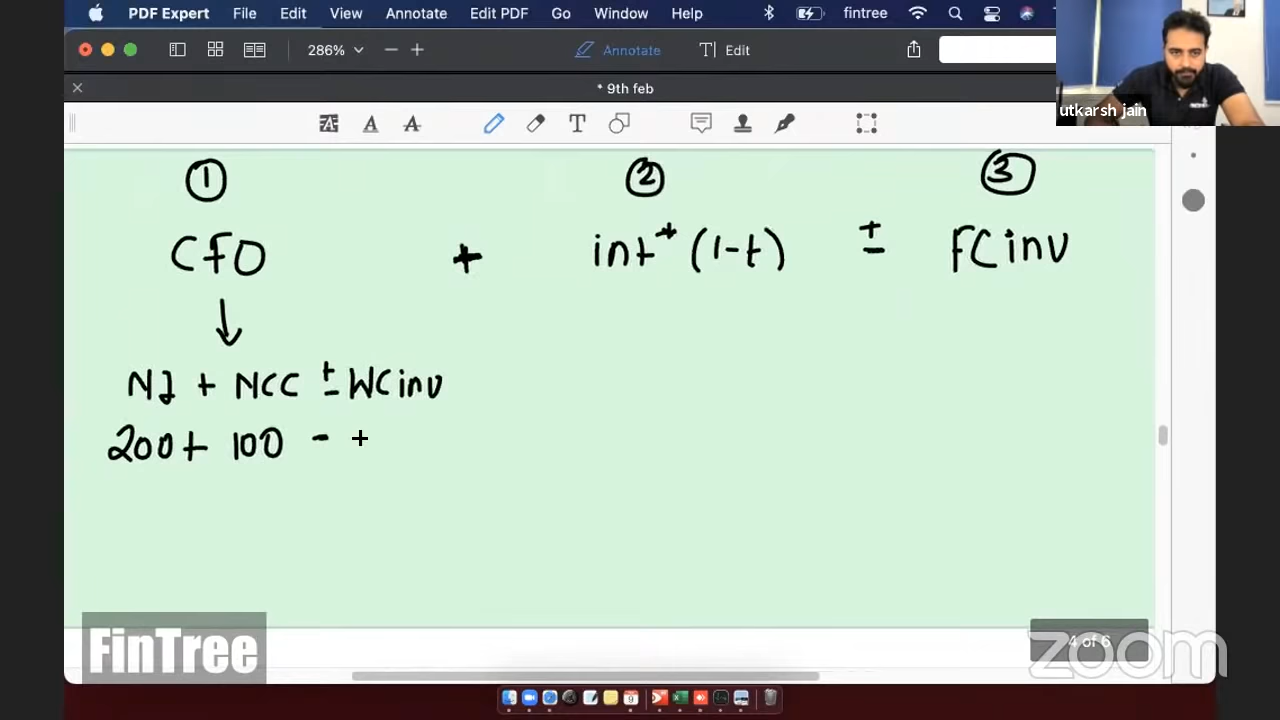 PDF Expert File Edit View Annotate Edit PDF Go Window Help fintree
286% Annotate T Edit
* 9th feb
A A A T
utkarsh jain
① ② ③
CFO + int* (1-t) ± FCinv
↓
NI + NCC ± WCinv
200 + 100 -
FinTree
4 of 6
zoom